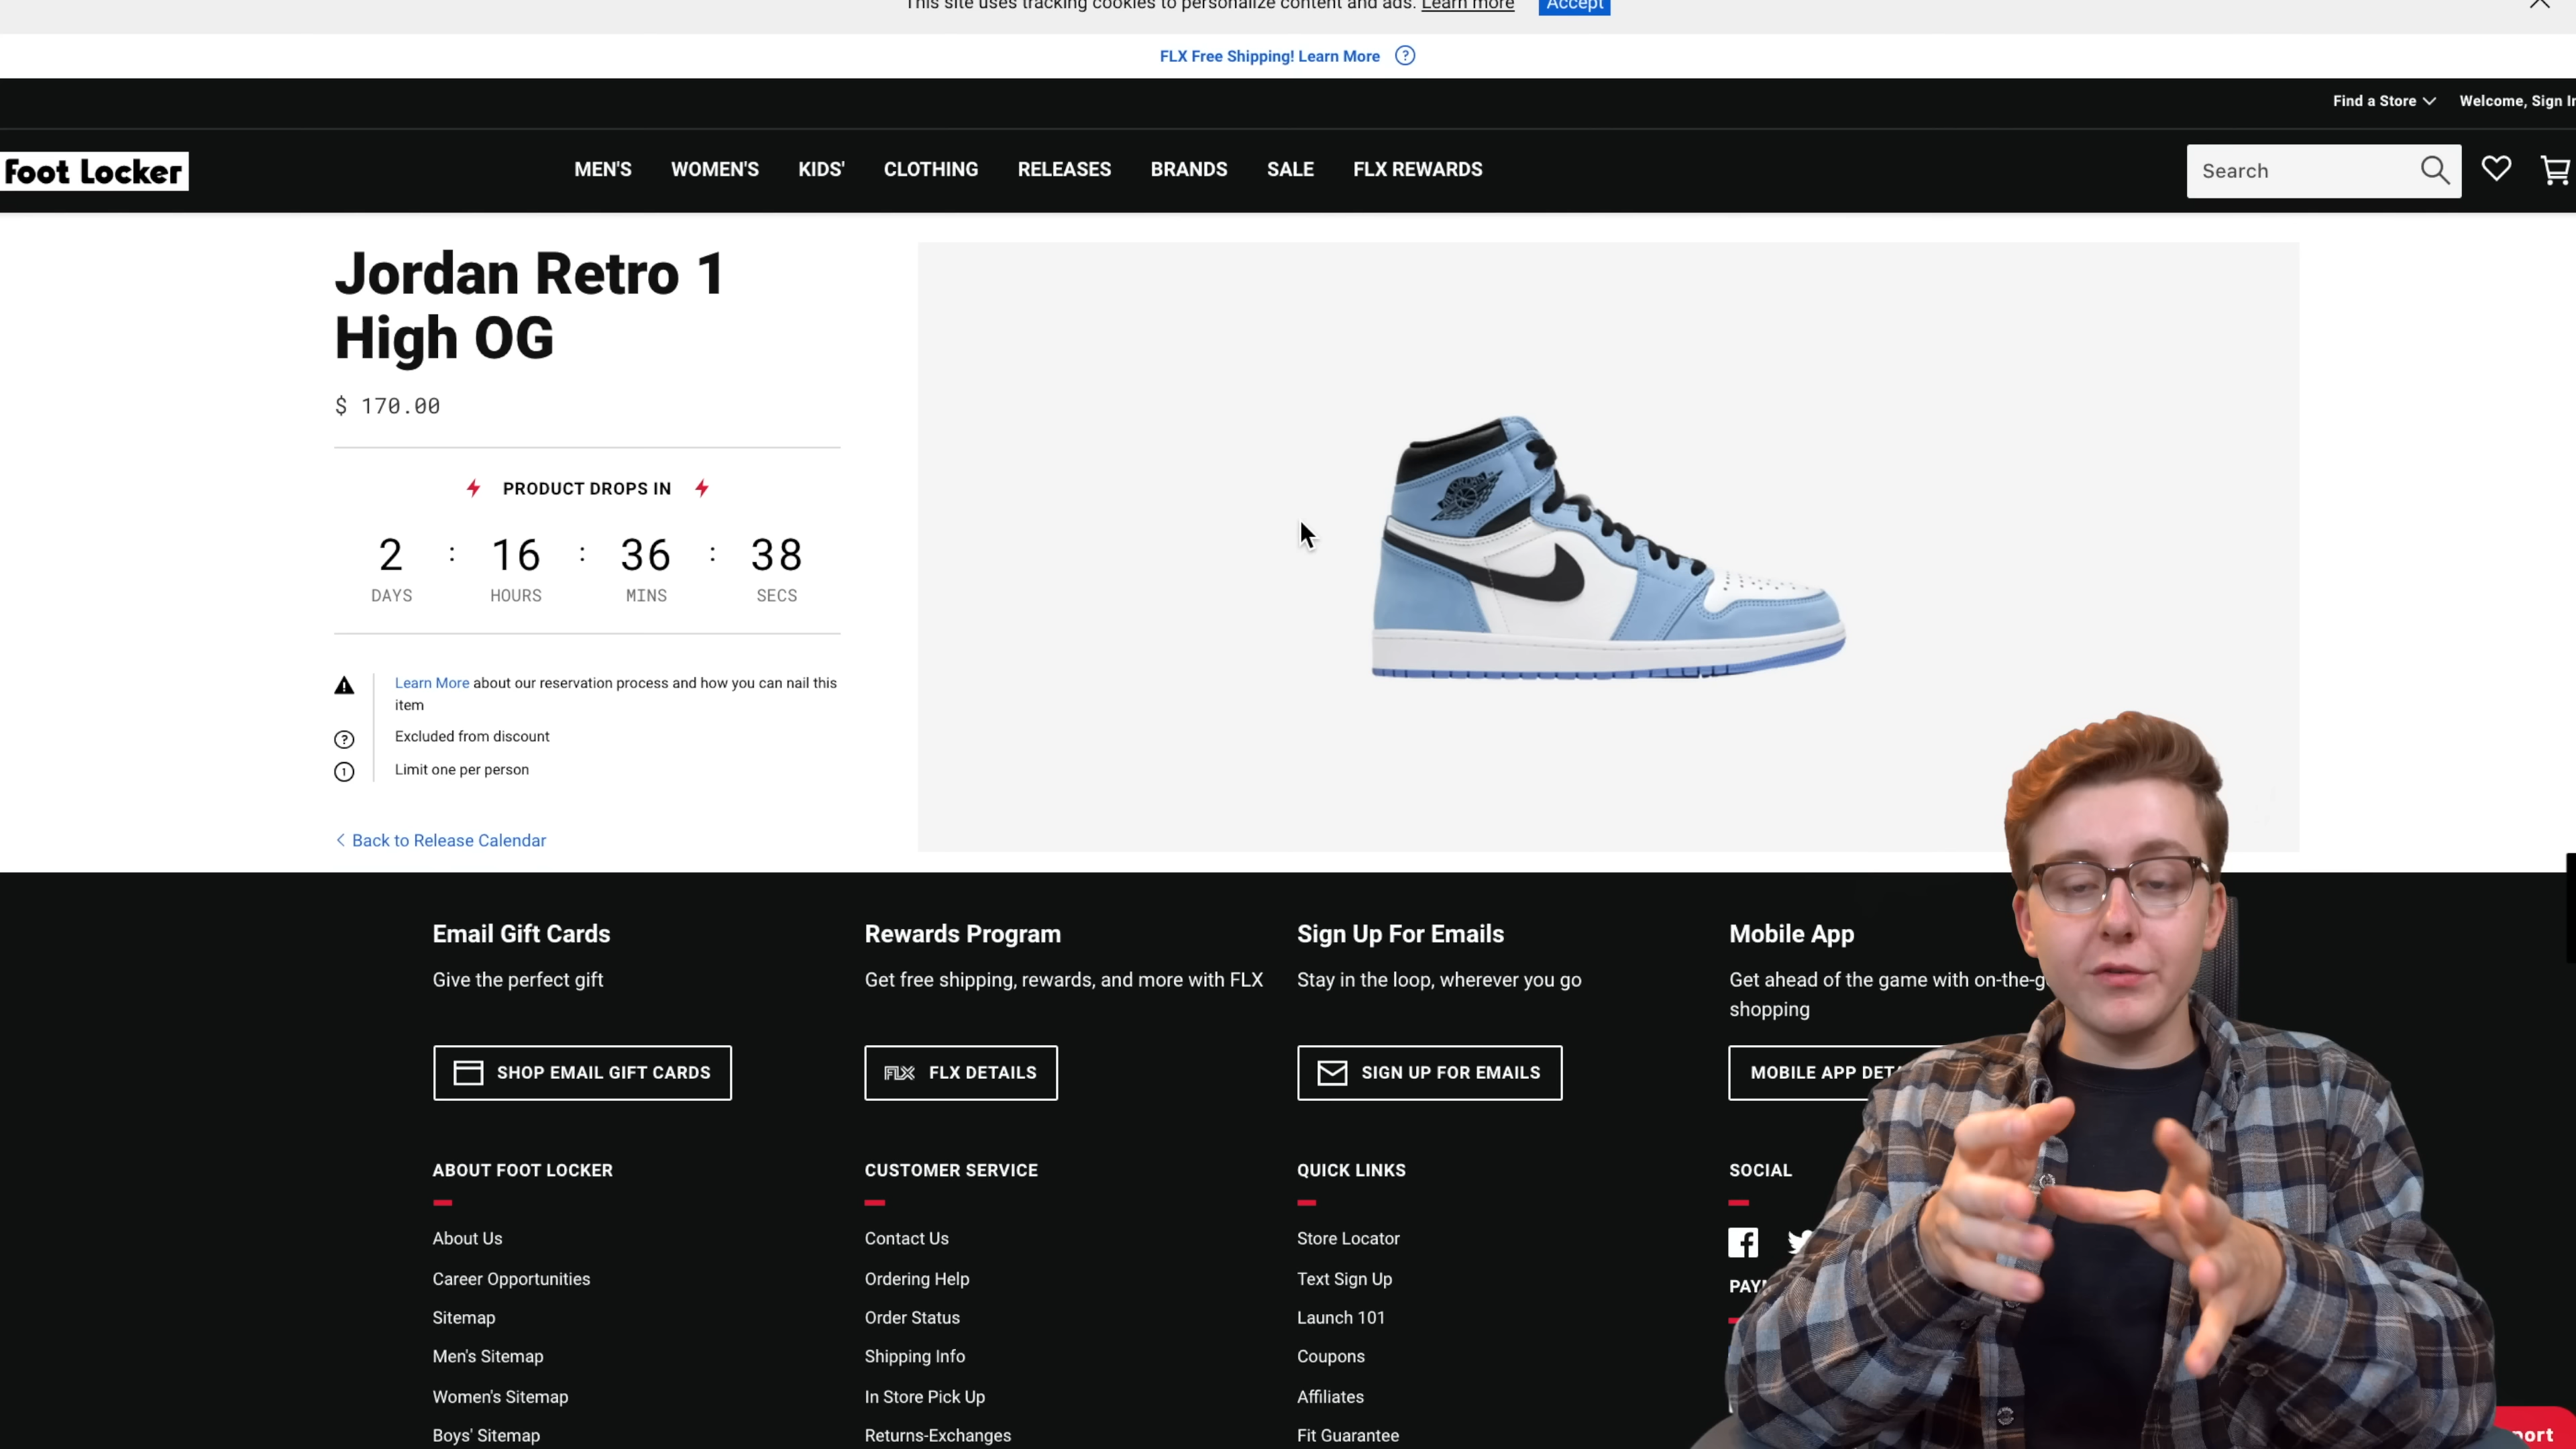 This site uses tracking cookies to personalize content and ads. Learn more Accept
FLX Free Shipping! Learn More ?
Find a Store Welcome, Sign In
Foot Locker MEN'S WOMEN'S KIDS' CLOTHING RELEASES BRANDS SALE FLX REWARDS Search
Jordan Retro 1
High OG
$ 170.00
PRODUCT DROPS IN
2 : 16 : 36 : 38
DAYS HOURS MINS SECS
Learn More about our reservation process and how you can nail this
item
? Excluded from discount
1 Limit one per person
< Back to Release Calendar
Email Gift Cards Rewards Program Sign Up For Emails Mobile App
Give the perfect gift Get free shipping, rewards, and more with FLX Stay in the loop, wherever you go Get ahead of the game with on-the-g
shopping
SHOP EMAIL GIFT CARDS FLX FLX DETAILS SIGN UP FOR EMAILS MOBILE APP DET
ABOUT FOOT LOCKER CUSTOMER SERVICE QUICK LINKS SOCIAL
About Us Contact Us Store Locator
Career Opportunities Ordering Help Text Sign Up PAY
Sitemap Order Status Launch 101
Men's Sitemap Shipping Info Coupons
Women's Sitemap In Store Pick Up Affiliates
Boys' Sitemap Returns-Exchanges Fit Guarantee port